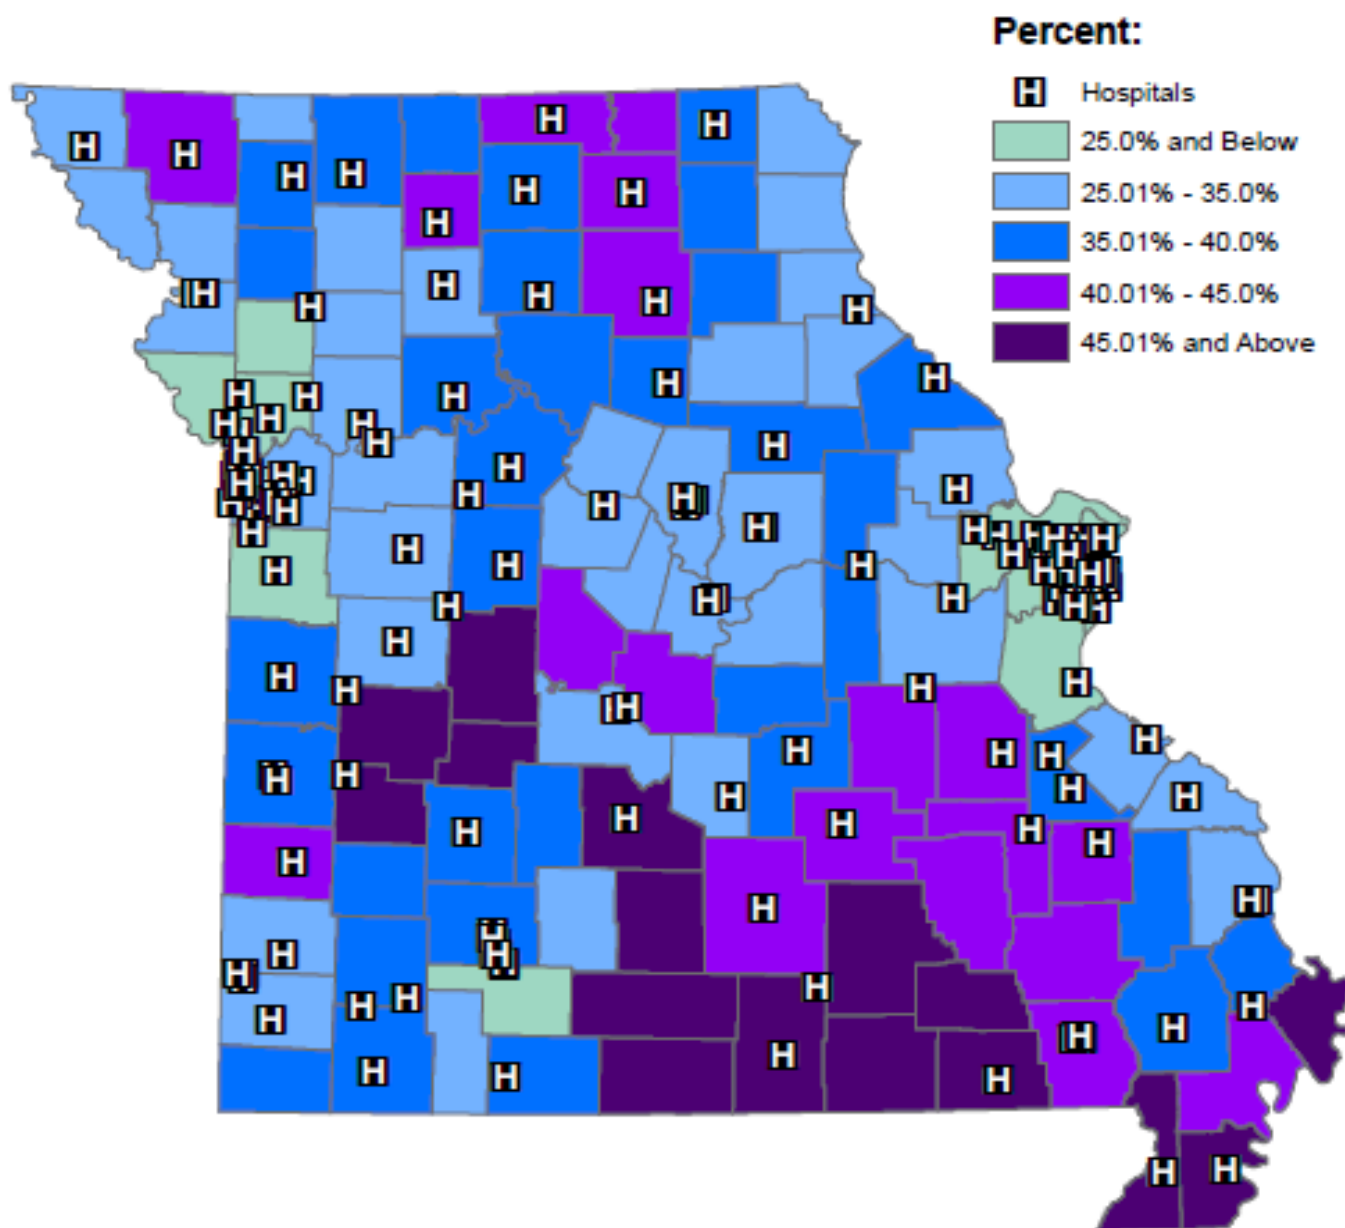 Percent:
H Hospitals
25.0% and Below
25.01% - 35.0%
35.01% - 40.0%
40.01% - 45.0%
45.01% and Above